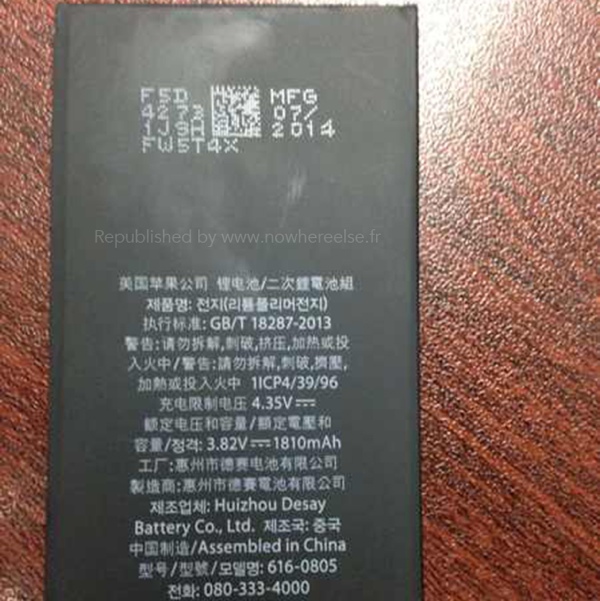 F5D MFG
427 07/
1J9H 2014
FW5T4X
Republished by www.nowhereelse.fr
美国苹果公司 锂电池/二次鋰電池組
제품명: 전지(리튬폴리머전지)
执行标准: GB/T 18287-2013
警告:请勿拆解,刺破,挤压,加热或投
入火中/警告:請勿拆解,刺破,擠壓,
加熱或投入火中 1ICP4/39/96
充电限制电压 4.35V
额定电压和容量/額定電壓和
容量/정격: 3.82V 1810mAh
工厂:惠州市德赛电池有限公司
製造商:惠州市德賽電池有限公司
제조업체: Huizhou Desay
Battery Co., Ltd. 제조국: 중국
中国制造/Assembled in China
型号/型號/모델명: 616-0805
전화: 080-333-4000